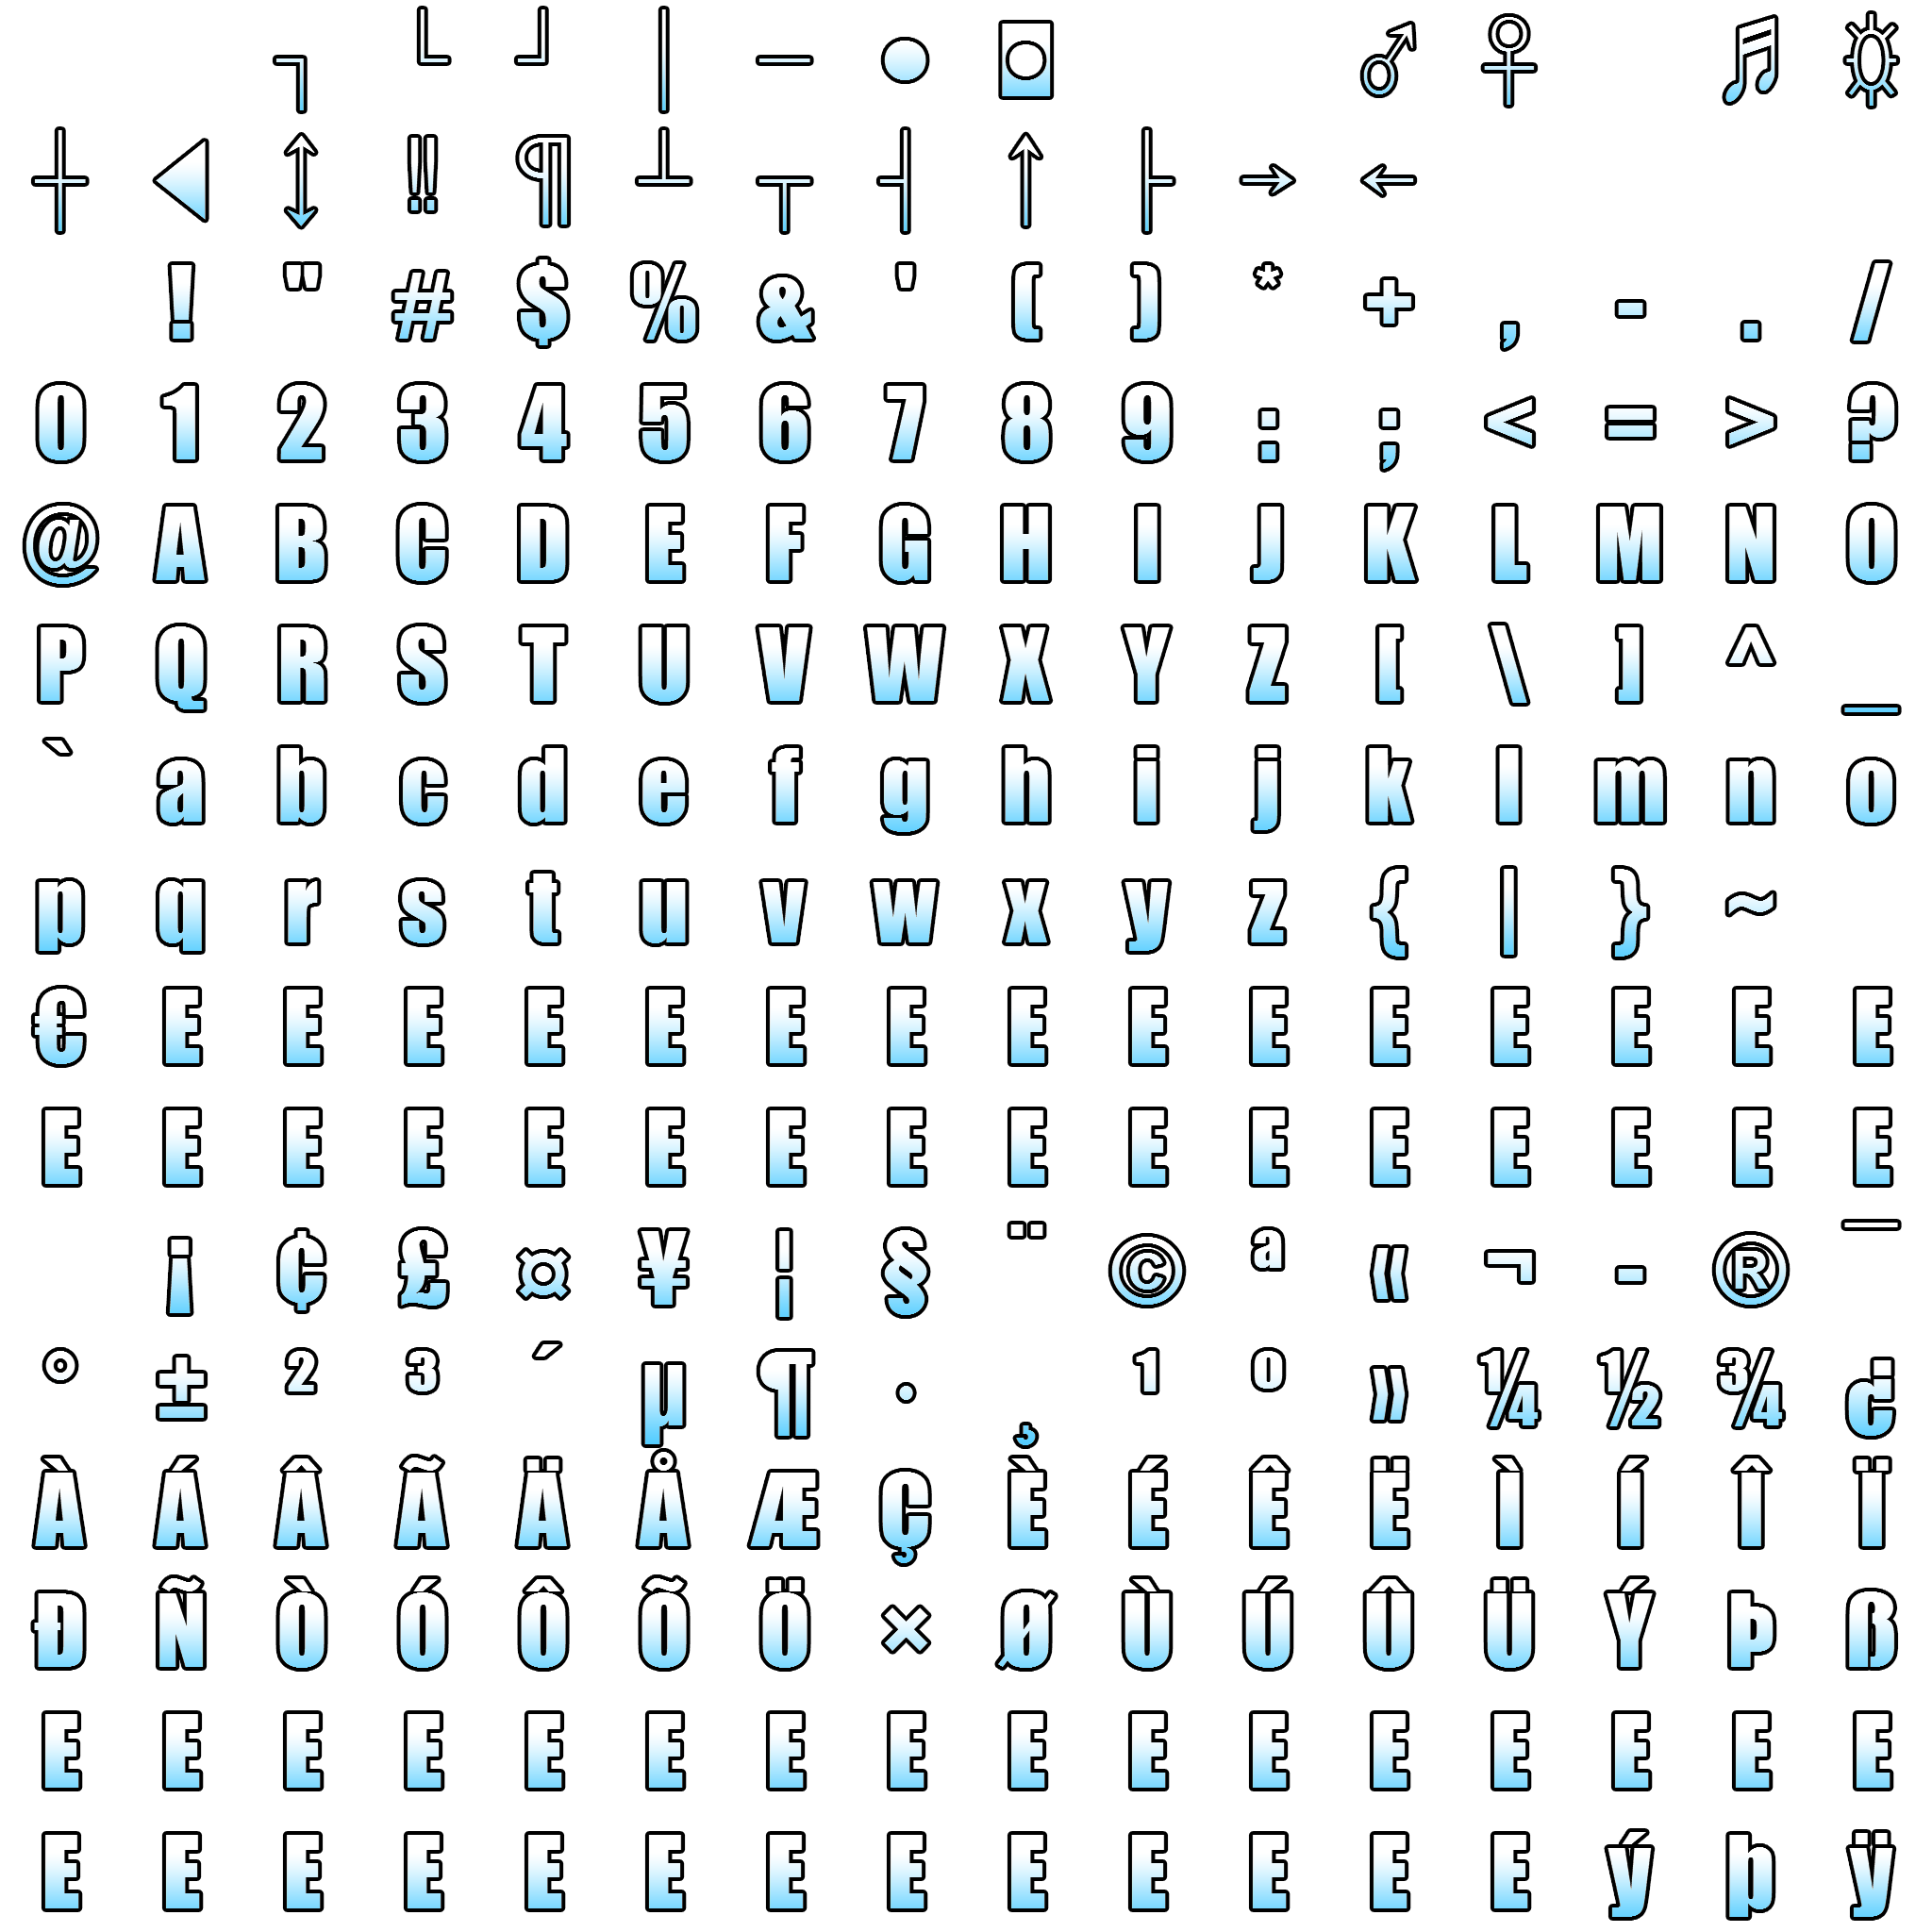 ┐ └ ┘ │ ─ ● ◘ ♂ ♀ ♫ ☼
┼ ◄ ↕ ‼ ¶ ┴ ┬ ┤ ↑ ├ → ←
! " # $ % & ' ( ) * + , - . /
0 1 2 3 4 5 6 7 8 9 : ; < = > ?
@ A B C D E F G H I J K L M N O
P Q R S T U V W X Y Z [ \ ] ^ _
` a b c d e f g h i j k l m n o
p q r s t u v w x y z { | } ~
€ E E E E E E E E E E E E E E E
E E E E E E E E E E E E E E E E
¡ ¢ £ ¤ ¥ ¦ § ¨ © ª « ¬ - ® ¯
° ± ² ³ ´ µ ¶ · ¸ ¹ º » ¼ ½ ¾ ¿
À Á Â Ã Ä Å Æ Ç È É Ê Ë Ì Í Î Ï
Ð Ñ Ò Ó Ô Õ Ö × Ø Ù Ú Û Ü Ý Þ ß
E E E E E E E E E E E E E E E E
E E E E E E E E E E E E E ý þ ÿ